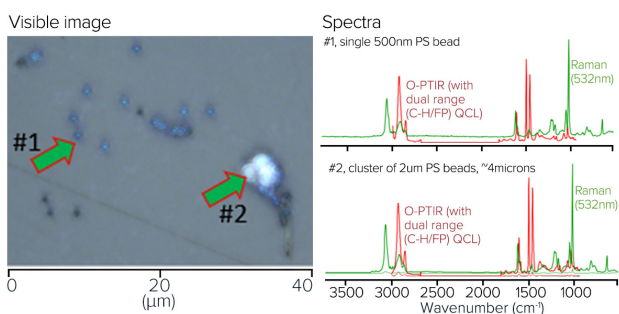 Visible image
#1
#2
0
20
40
(µm)
Spectra
#1, single 500nm PS bead
O-PTIR (with
dual range
(C-H/FP) QCL)
Raman
(532nm)
#2, cluster of 2um PS beads, ~4microns
O-PTIR (with
dual range
(C-H/FP) QCL)
Raman
(532nm)
3500 3000 2500 2000 1500 1000
Wavenumber (cm⁻¹)